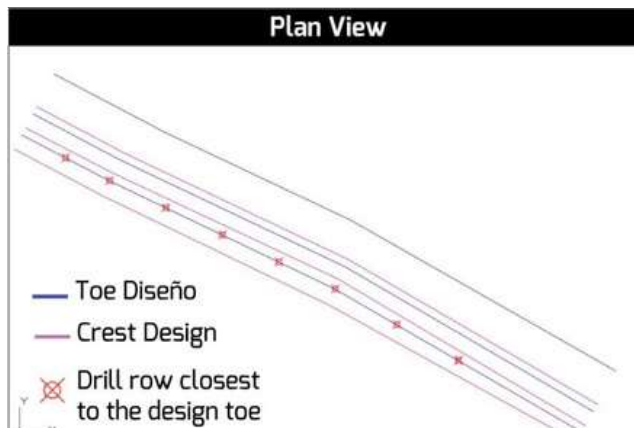 Plan View
Toe Diseño
Crest Design
Drill row closest
to the design toe
Y